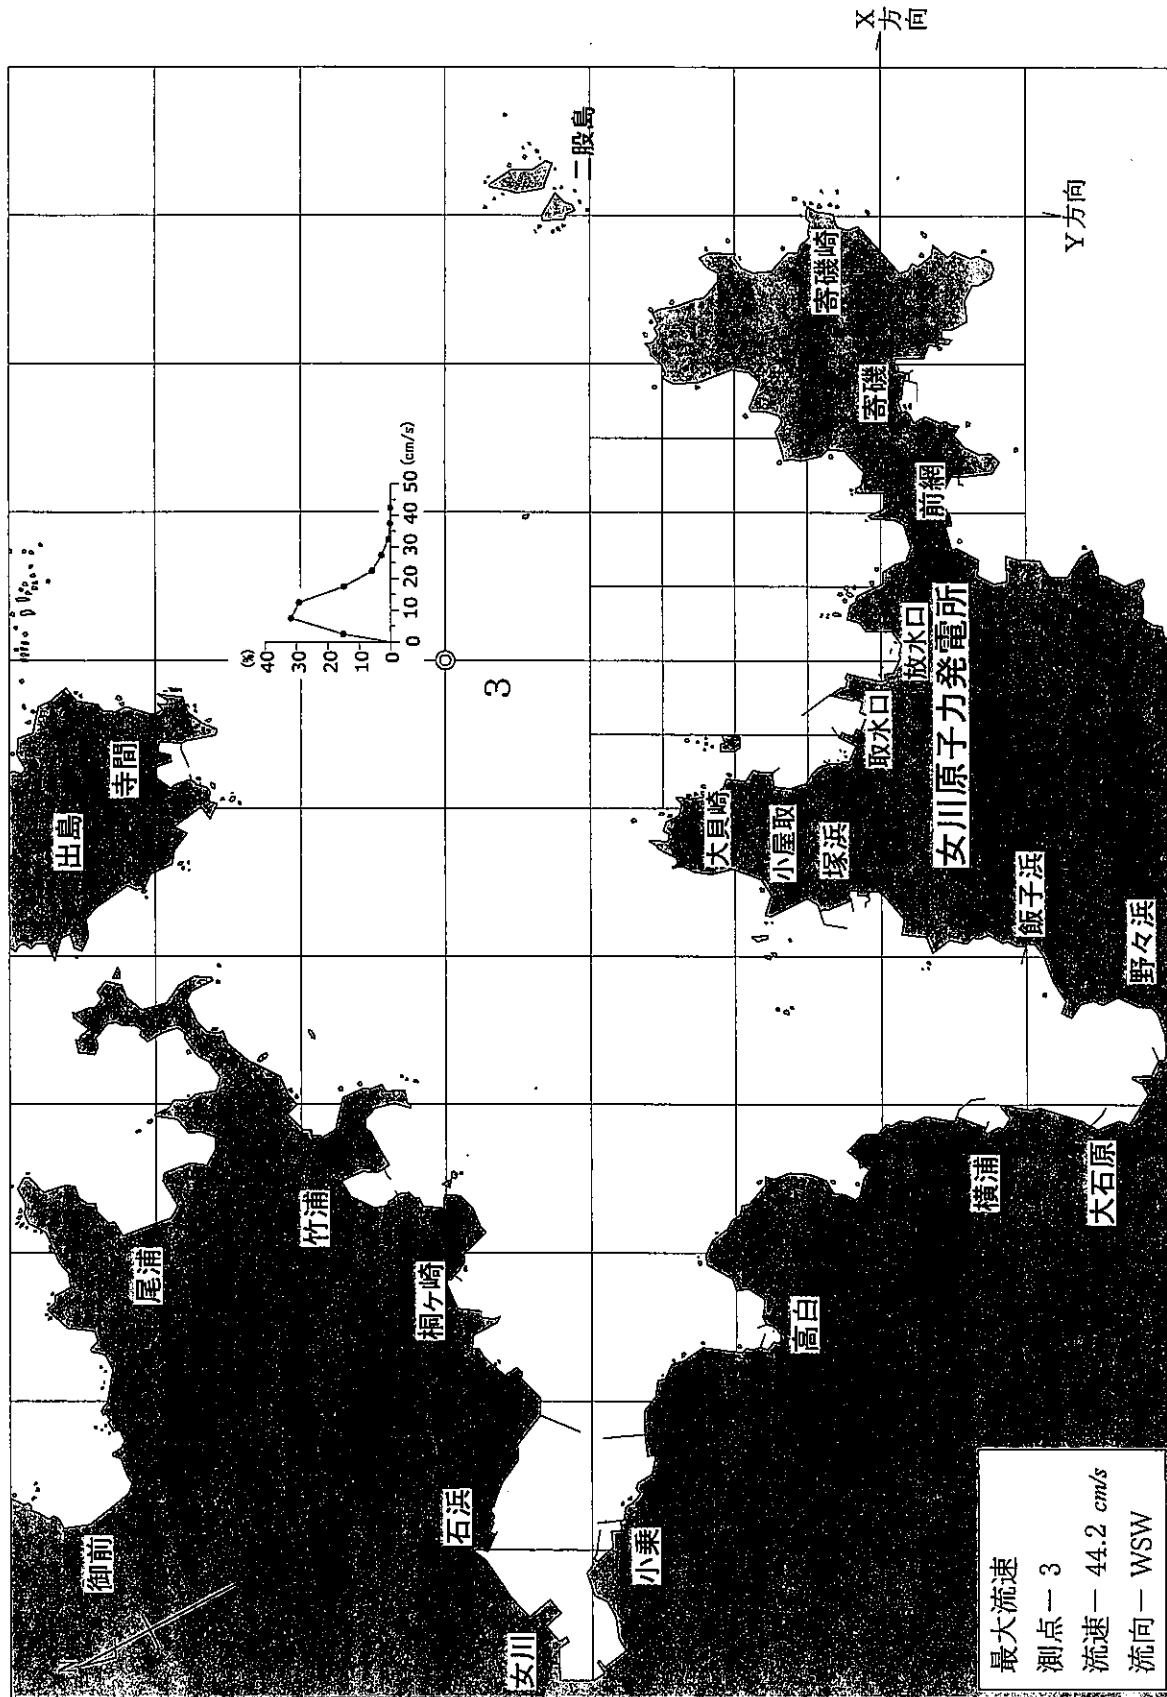 出島
寺間
御前
尾浦
竹浦
桐ヶ崎
石浜
女川
小乗
高白
横浦
大石原
野々浜
飯子浜
塚浜
小屋取
大貝崎
取水口
放水口
女川原子力発電所
前網
寄磯
寄磯崎
二股島
X方向
Y方向
(%)
40
30
20
10
0
0 10 20 30 40 50 (cm/s)
3
最大流速
測点－3
流速－44.2 cm/s
流向－WSW